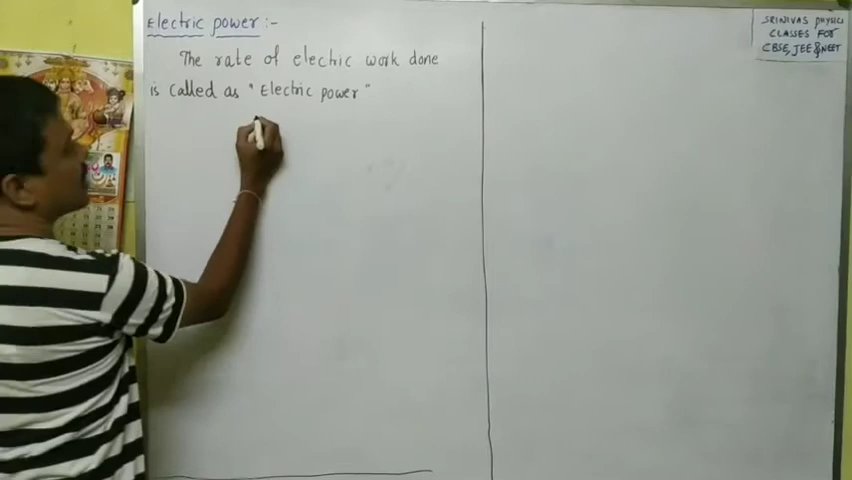 Electric power :-
The rate of electric work done
is called as "Electric power"
SRINIVAS PHYSICS
CLASSES FOR
CBSE, JEE & NEET